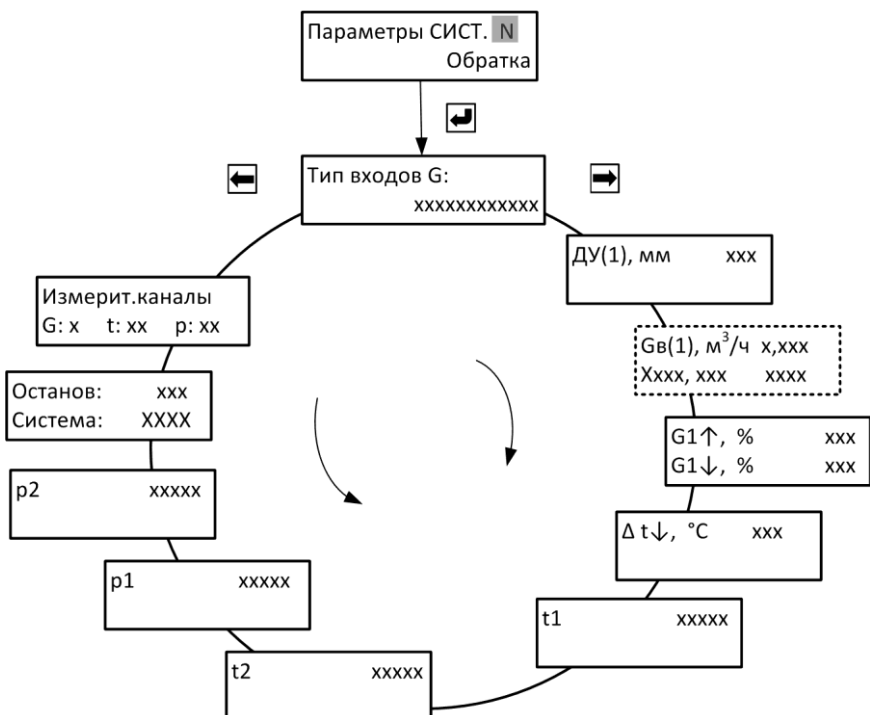 Параметры СИСТ. N
Обратка
Тип входов G:
xxxxxxxxxxxx
ДУ(1), мм xxx
Gв(1), м³/ч x,xxx
Xxxx, xxx xxxx
G1↑, % xxx
G1↓, % xxx
Δ t↓, °C xxx
t1 xxxxx
t2 xxxxx
p1 xxxxx
p2 xxxxx
Останов: xxx
Система: XXXX
Измерит.каналы
G: x t: xx p: xx